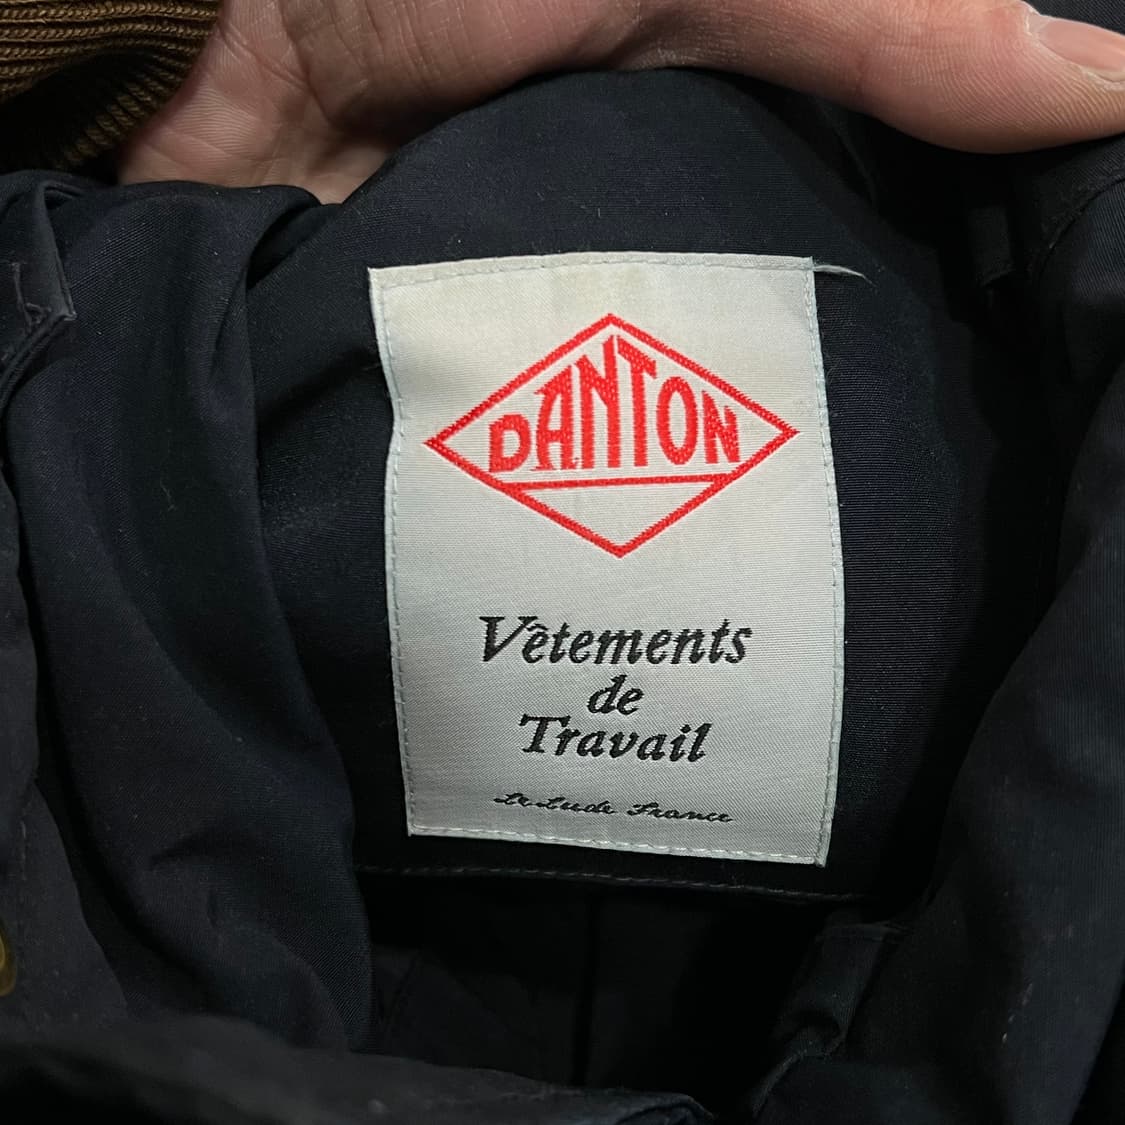 DANTON
Vêtements
de
Travail
Le Lude France